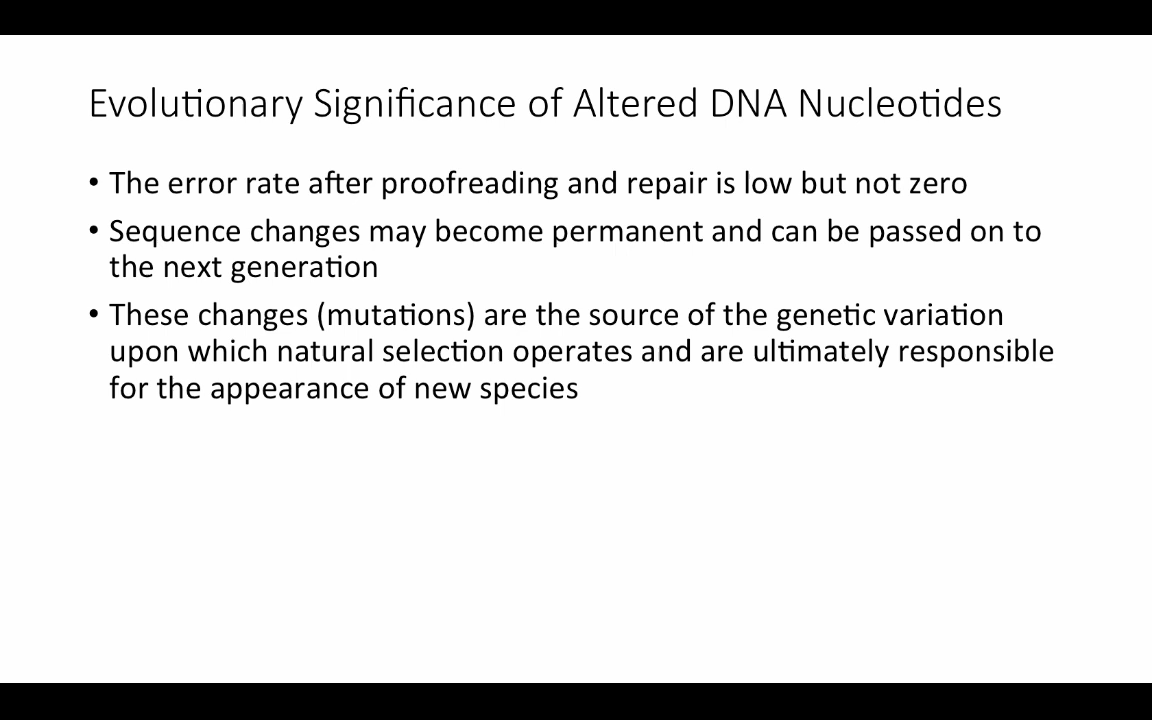 Evolutionary Significance of Altered DNA Nucleotides
• The error rate after proofreading and repair is low but not zero
• Sequence changes may become permanent and can be passed on to
the next generation
• These changes (mutations) are the source of the genetic variation
upon which natural selection operates and are ultimately responsible
for the appearance of new species